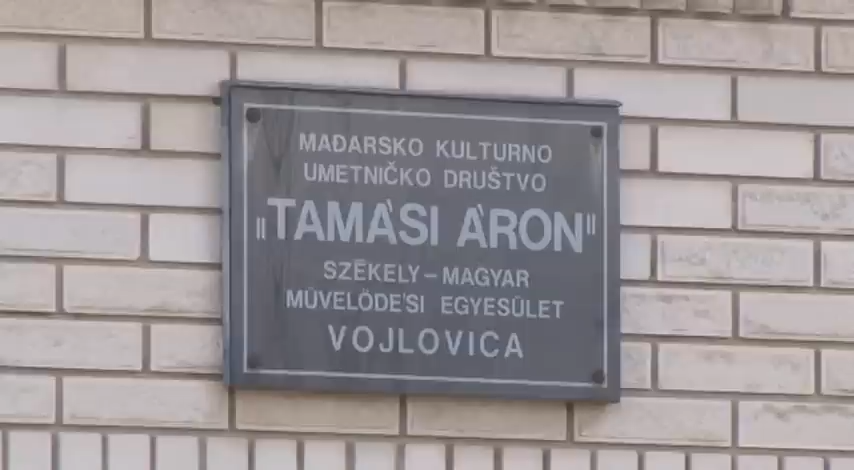 MAĐARSKO KULTURNO
UMETNIČKO DRUŠTVO
„TAMÁSI ÁRON"
SZÉKELY – MAGYAR
MŰVELŐDÉSI EGYESÜLET
VOJLOVICA